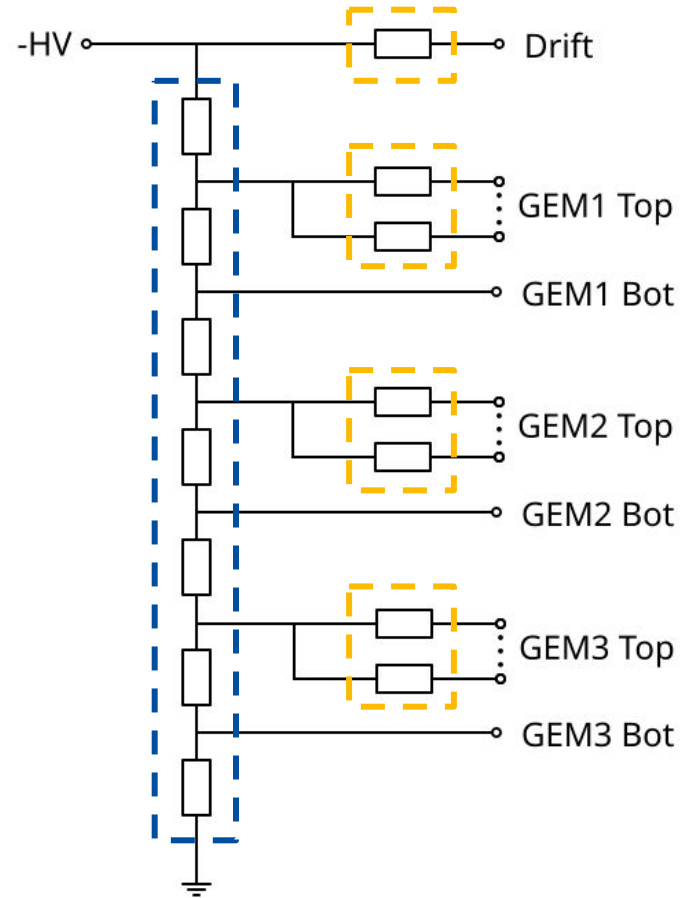 -HV
Drift
GEM1 Top
GEM1 Bot
GEM2 Top
GEM2 Bot
GEM3 Top
GEM3 Bot